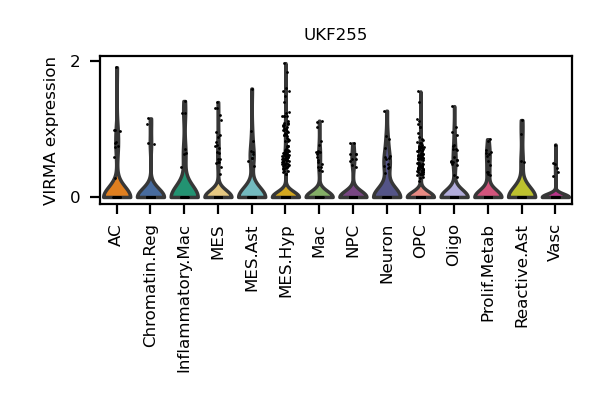 UKF255
VIRMA expression
2
0
AC
Chromatin.Reg
Inflammatory.Mac
MES
MES.Ast
MES.Hyp
Mac
NPC
Neuron
OPC
Oligo
Prolif.Metab
Reactive.Ast
Vasc